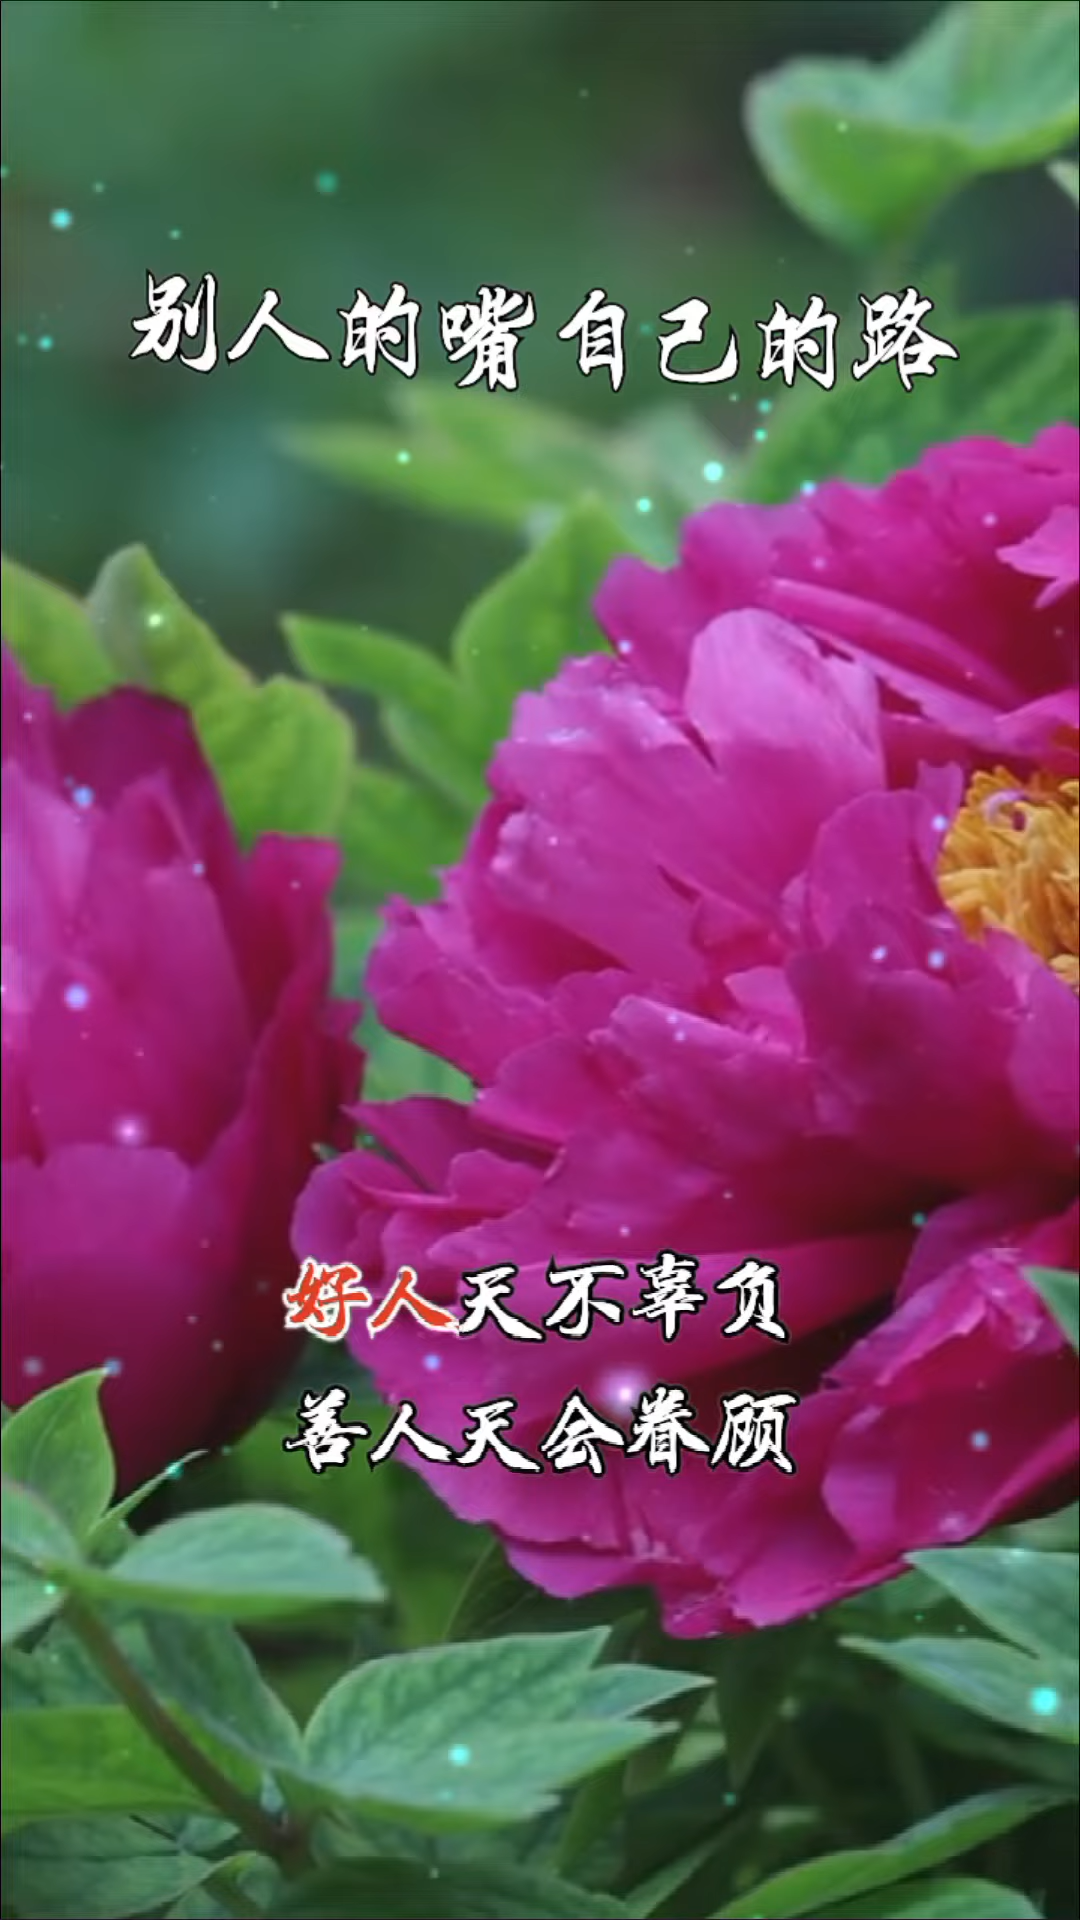 别人的嘴 自己的路
好人天不辜负
善人天会眷顾